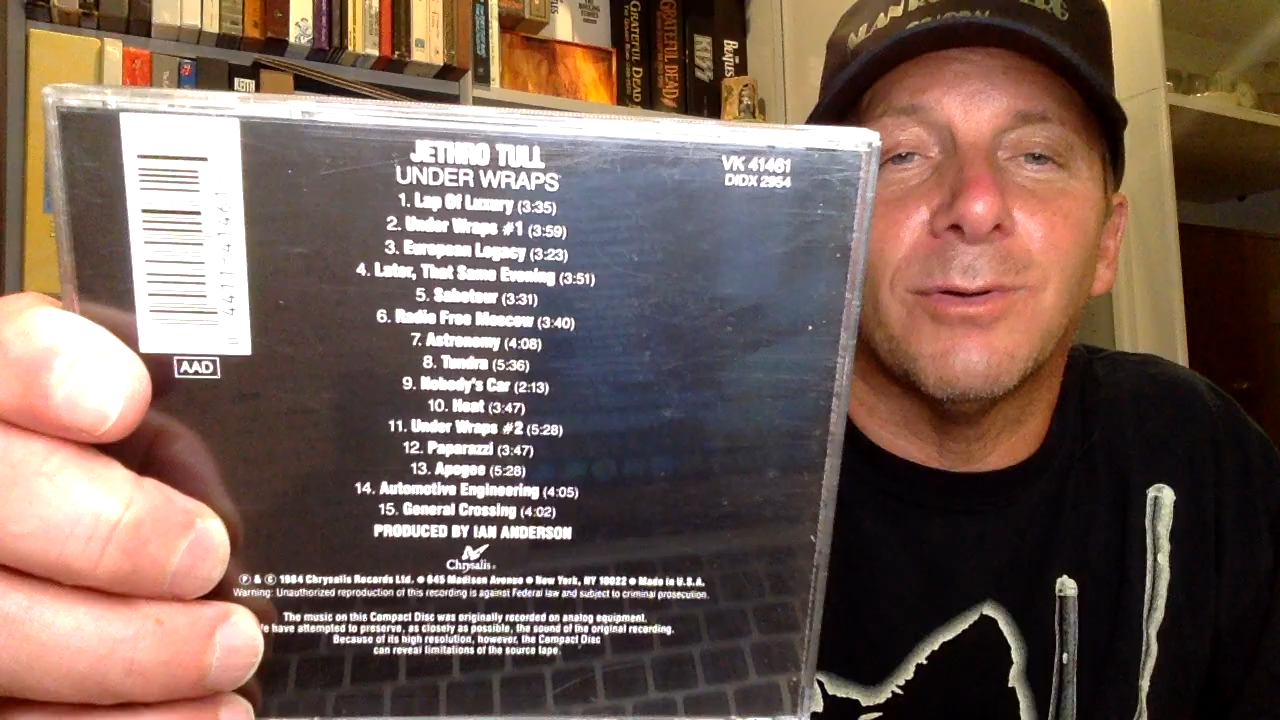 THE ROLLING STONES
GRATEFUL DEAD
GRATEFUL DEAD
KISS
THE BEATLES
JETHRO TULL
UNDER WRAPS
VK 41461
DIDX 2954
1. Lap Of Luxury (3:35)
2. Under Wraps #1 (3:59)
3. European Legacy (3:23)
4. Later, That Same Evening (3:51)
5. Saboteur (3:31)
6. Radio Free Moscow (3:40)
7. Astronomy (4:08)
8. Tundra (5:36)
9. Nobody's Car (2:13)
10. Heat (3:47)
11. Under Wraps #2 (5:28)
12. Paparazzi (3:47)
13. Apogee (5:28)
14. Automotive Engineering (4:05)
15. General Crossing (4:02)
PRODUCED BY IAN ANDERSON
Chrysalis
AAD
Ⓟ & © 1984 Chrysalis Records Ltd. ● 645 Madison Avenue ● New York, NY 10022 ● Made in U.S.A.
Warning: Unauthorized reproduction of this recording is against Federal law and subject to criminal prosecution.
The music on this Compact Disc was originally recorded on analog equipment.
have attempted to preserve, as closely as possible, the sound of the original recording.
Because of its high resolution, however, the Compact Disc
can reveal limitations of the source tape.